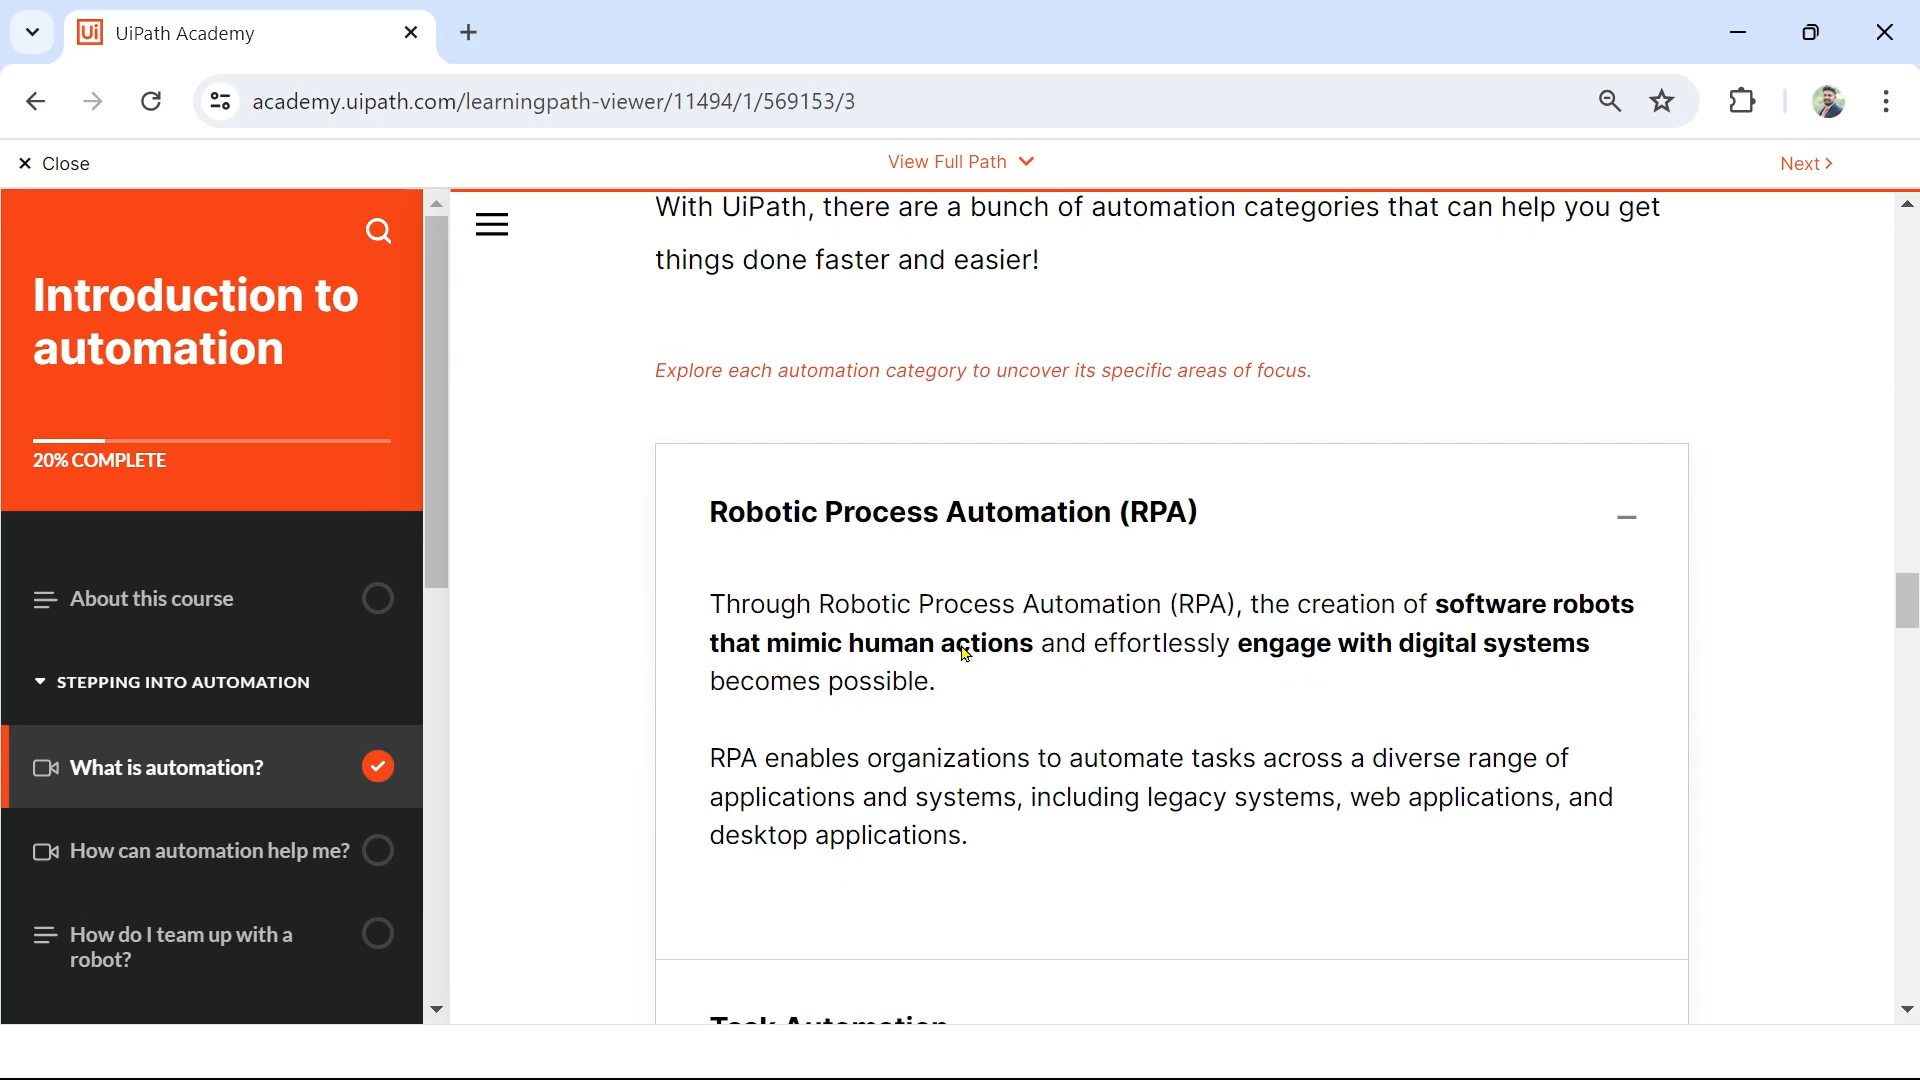 Ui UiPath Academy
academy.uipath.com/learningpath-viewer/11494/1/569153/3
Close
View Full Path
Next
Introduction to
automation
20% COMPLETE
About this course
STEPPING INTO AUTOMATION
What is automation?
How can automation help me?
How do I team up with a
robot?
With UiPath, there are a bunch of automation categories that can help you get
things done faster and easier!
Explore each automation category to uncover its specific areas of focus.
Robotic Process Automation (RPA)
Through Robotic Process Automation (RPA), the creation of software robots
that mimic human actions and effortlessly engage with digital systems
becomes possible.
RPA enables organizations to automate tasks across a diverse range of
applications and systems, including legacy systems, web applications, and
desktop applications.
Task Automation